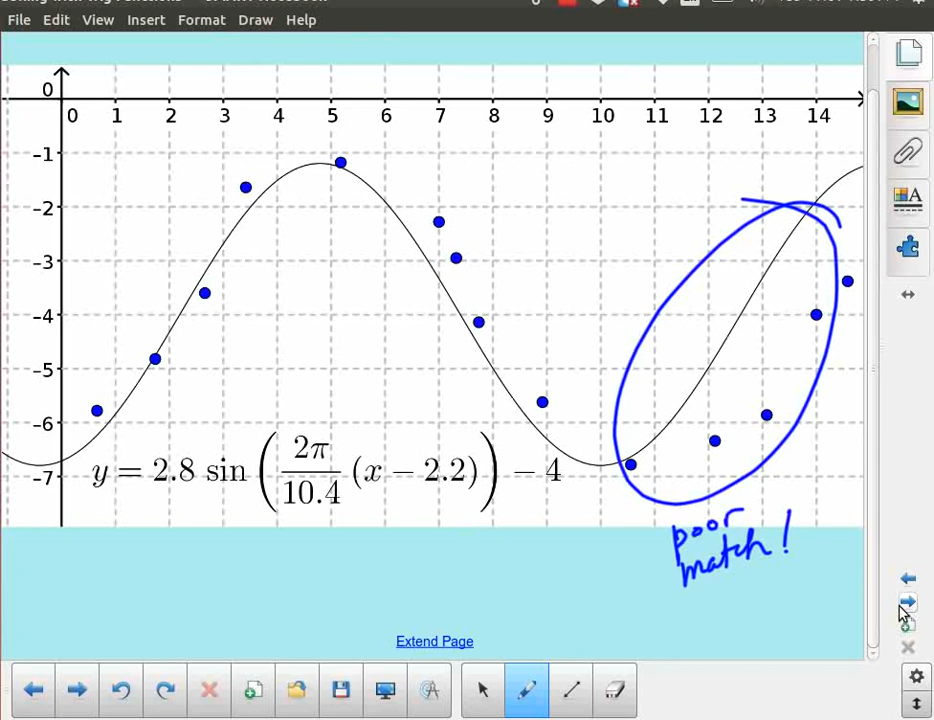 File Edit View Insert Format Draw Help
0
0 1 2 3 4 5 6 7 8 9 10 11 12 13 14
−1
−2
−3
−4
−5
−6
−7
y = 2.8 sin(2π/10.4 (x − 2.2)) − 4
poor
match!
Extend Page